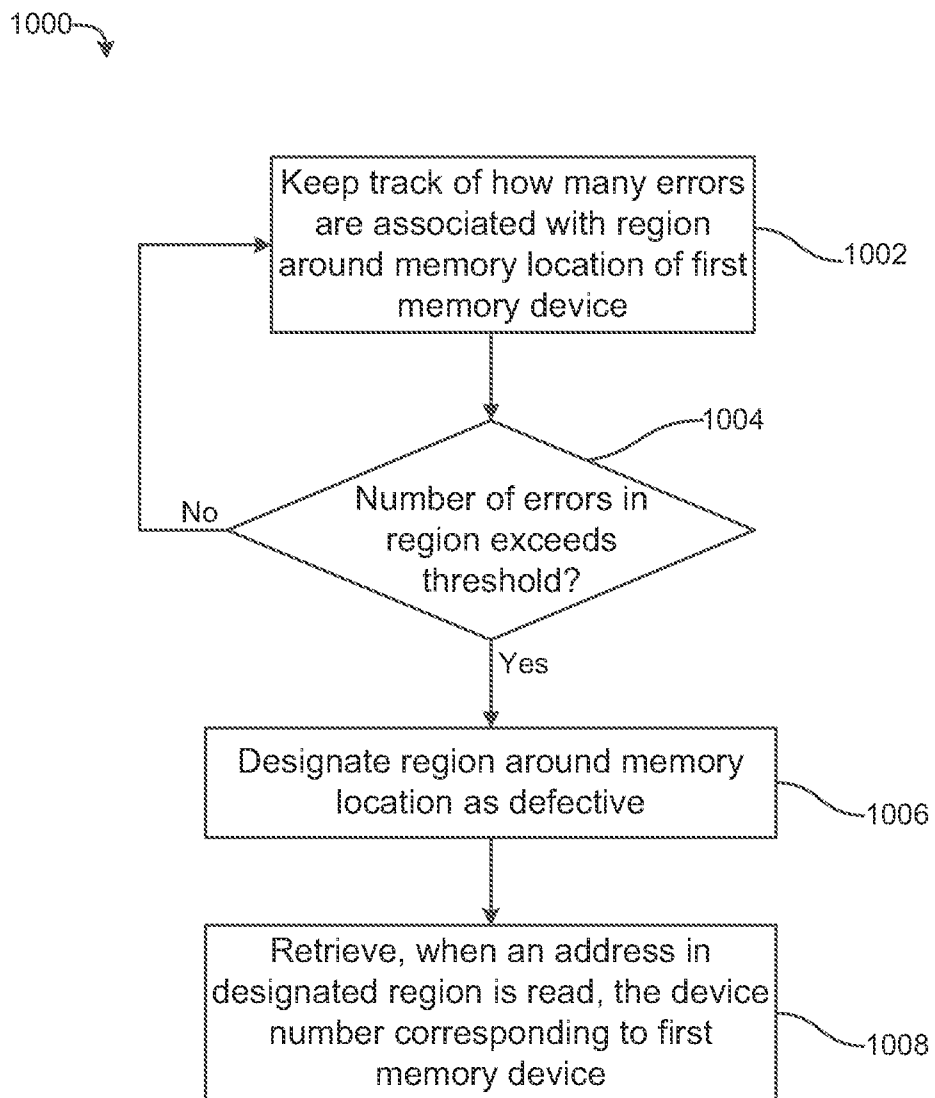 1000
Keep track of how many errors
are associated with region
around memory location of first
memory device
1002
1004
Number of errors in
region exceeds
threshold?
No
Yes
Designate region around memory
location as defective
1006
Retrieve, when an address in
designated region is read, the device
number corresponding to first
memory device
1008